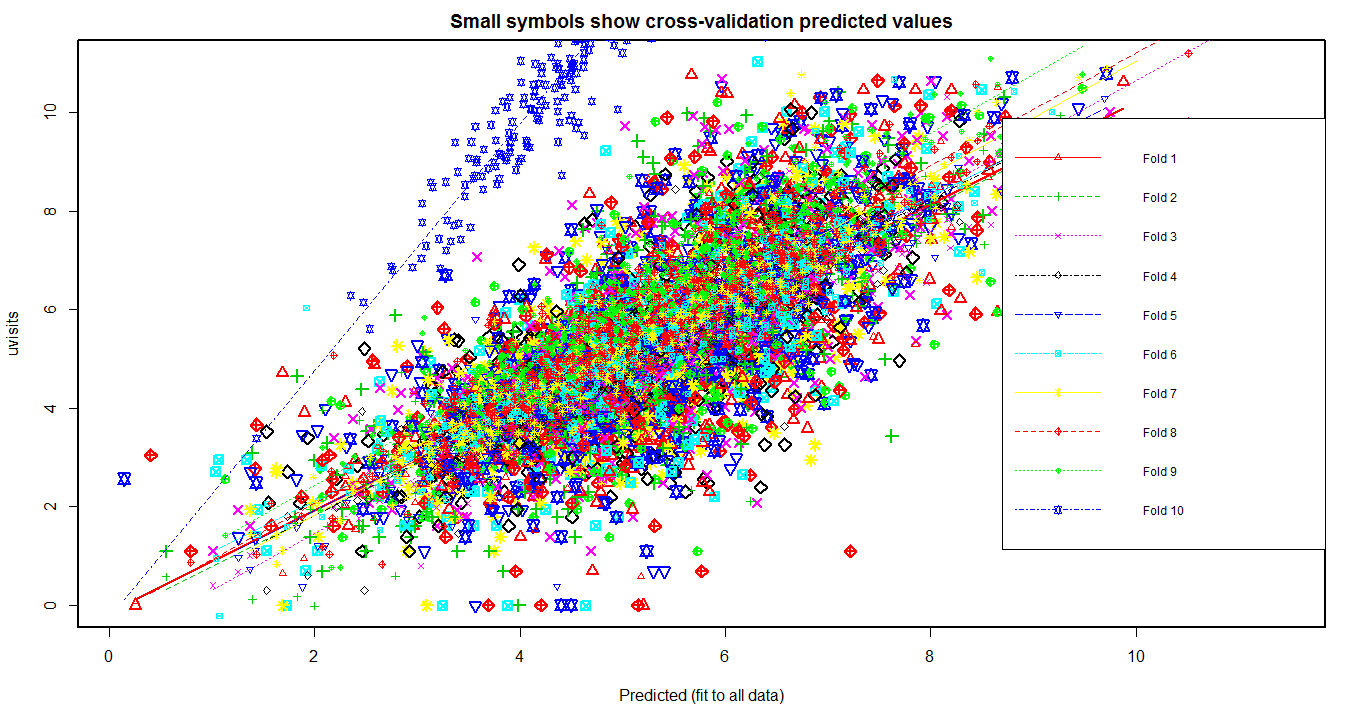 Small symbols show cross-validation predicted values
uvisits
10
8
6
4
2
0
0 2 4 6 8 10
Predicted (fit to all data)
Fold 1
Fold 2
Fold 3
Fold 4
Fold 5
Fold 6
Fold 7
Fold 8
Fold 9
Fold 10